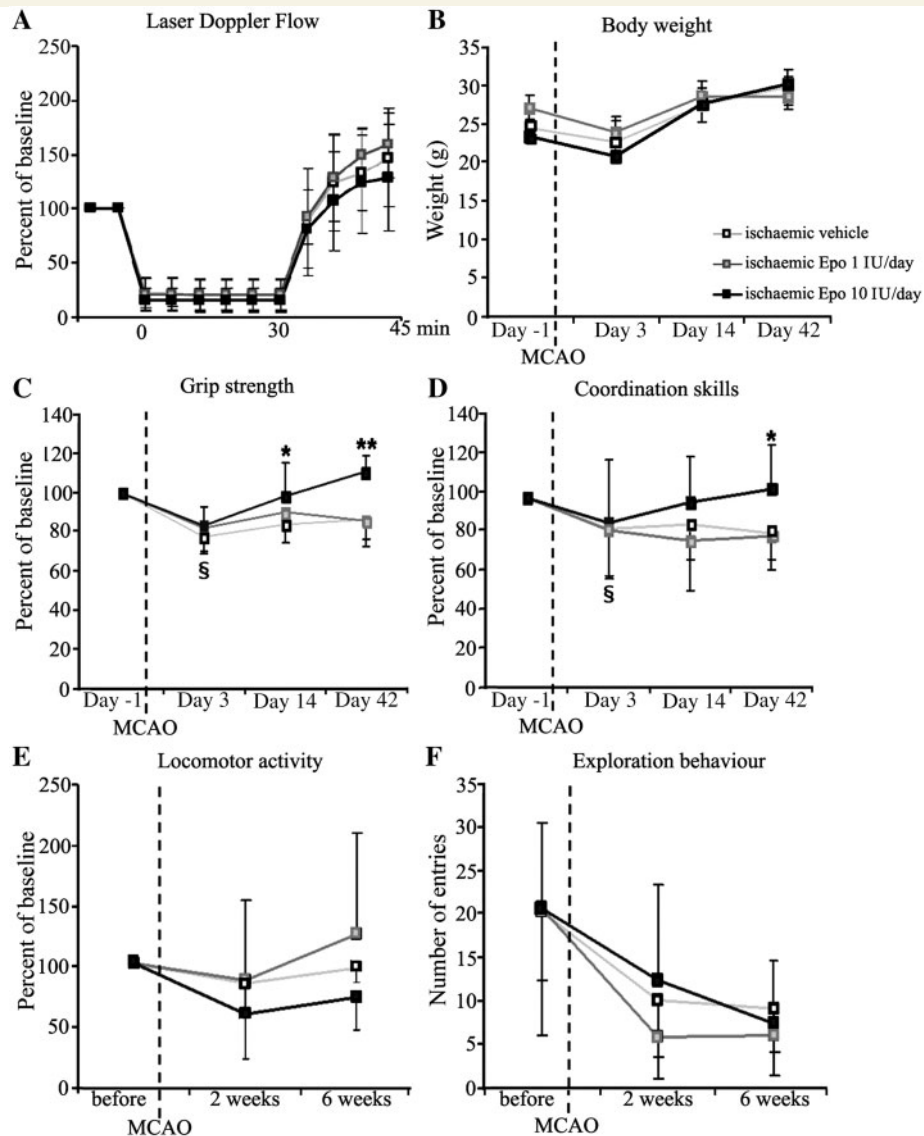 A Laser Doppler Flow
Percent of baseline
250
200
150
100
50
0
0 30 45 min
B Body weight
Weight (g)
35
30
25
20
15
10
5
0
ischaemic vehicle
ischaemic Epo 1 IU/day
ischaemic Epo 10 IU/day
Day -1 Day 3 Day 14 Day 42
MCAO
C Grip strength
Percent of baseline
140
120
100
80
60
40
20
0
* **
§
Day -1 Day 3 Day 14 Day 42
MCAO
D Coordination skills
Percent of baseline
140
120
100
80
60
40
20
0
*
§
Day -1 Day 3 Day 14 Day 42
MCAO
E Locomotor activity
Percent of baseline
250
200
150
100
50
0
before 2 weeks 6 weeks
MCAO
F Exploration behaviour
Number of entries
35
30
25
20
15
10
5
0
before 2 weeks 6 weeks
MCAO